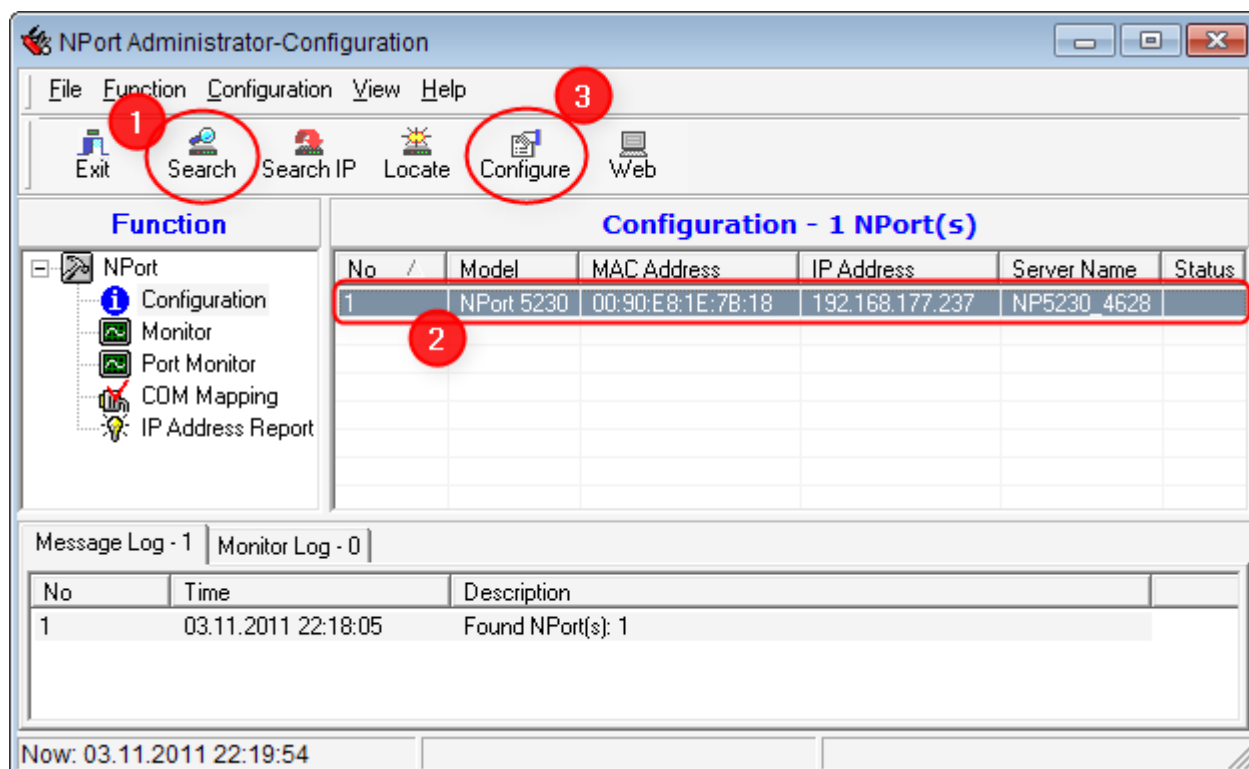 NPort Administrator-Configuration
File Function Configuration View Help
1 3
Exit Search Search IP Locate Configure Web
Function Configuration - 1 NPort(s)
NPort
Configuration
Monitor
Port Monitor
COM Mapping
IP Address Report
No Model MAC Address IP Address Server Name Status
1 NPort 5230 00:90:E8:1E:7B:18 192.168.177.237 NP5230_4628
2
Message Log - 1 Monitor Log - 0
No Time Description
1 03.11.2011 22:18:05 Found NPort(s): 1
Now: 03.11.2011 22:19:54